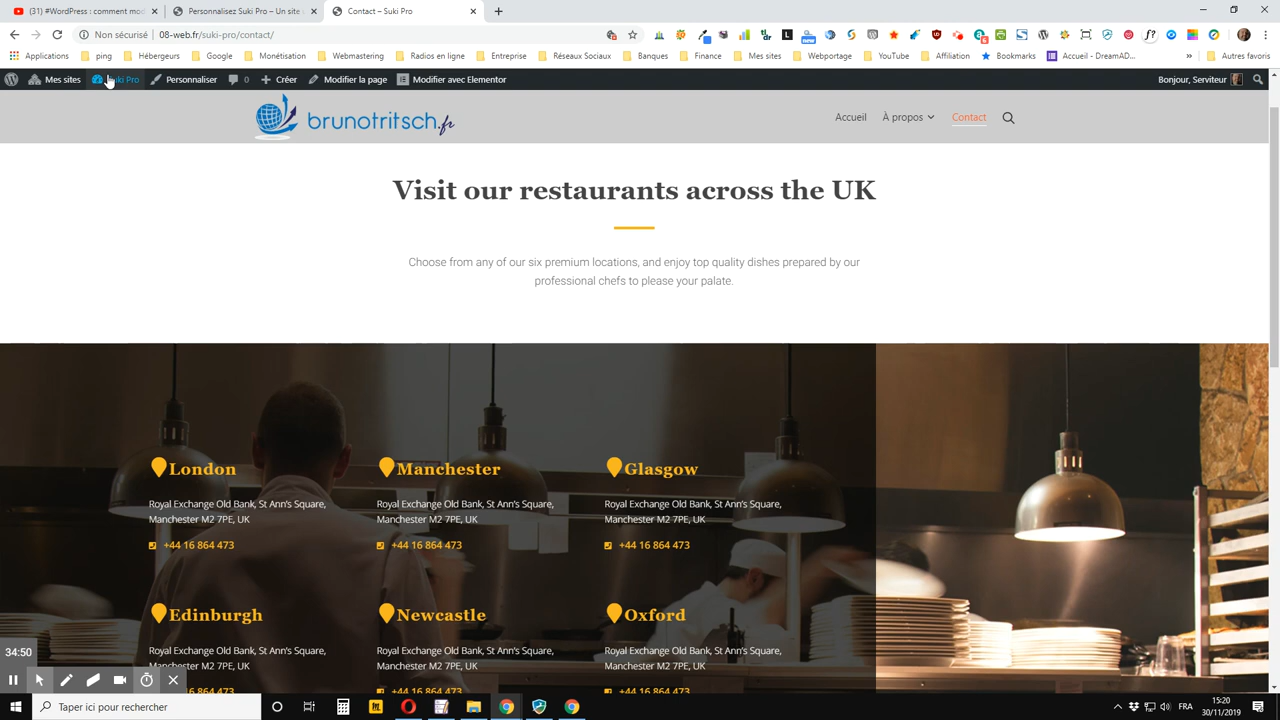 (31) #WordPress : comment mod
Personnalisez Suki Pro – Un site
Contact – Suki Pro
Non sécurisé
08-web.fr/suki-pro/contact/
Applications
ping
Hébergeurs
Google
Monétisation
Webmastering
Radios en ligne
Entreprise
Réseaux Sociaux
Banques
Finance
Mes sites
Webportage
YouTube
Affiliation
Bookmarks
Accueil - DreamAD...
»
Autres favoris
Mes sites
Suki Pro
Personnaliser
0
Créer
Modifier la page
Modifier avec Elementor
Bonjour, Serviteur
brunotritsch.fr
Accueil
À propos
Contact
Visit our restaurants across the UK
Choose from any of our six premium locations, and enjoy top quality dishes prepared by our
professional chefs to please your palate.
London
Royal Exchange Old Bank, St Ann's Square,
Manchester M2 7PE, UK
+44 16 864 473
Manchester
Royal Exchange Old Bank, St Ann's Square,
Manchester M2 7PE, UK
+44 16 864 473
Glasgow
Royal Exchange Old Bank, St Ann's Square,
Manchester M2 7PE, UK
+44 16 864 473
Edinburgh
Royal Exchange Old Bank, St Ann's Square,
Manchester M2 7PE, UK
+44 16 864 473
Newcastle
Royal Exchange Old Bank, St Ann's Square,
Manchester M2 7PE, UK
+44 16 864 473
Oxford
Royal Exchange Old Bank, St Ann's Square,
Manchester M2 7PE, UK
+44 16 864 473
34:50
Taper ici pour rechercher
FRA
15:20
30/11/2019